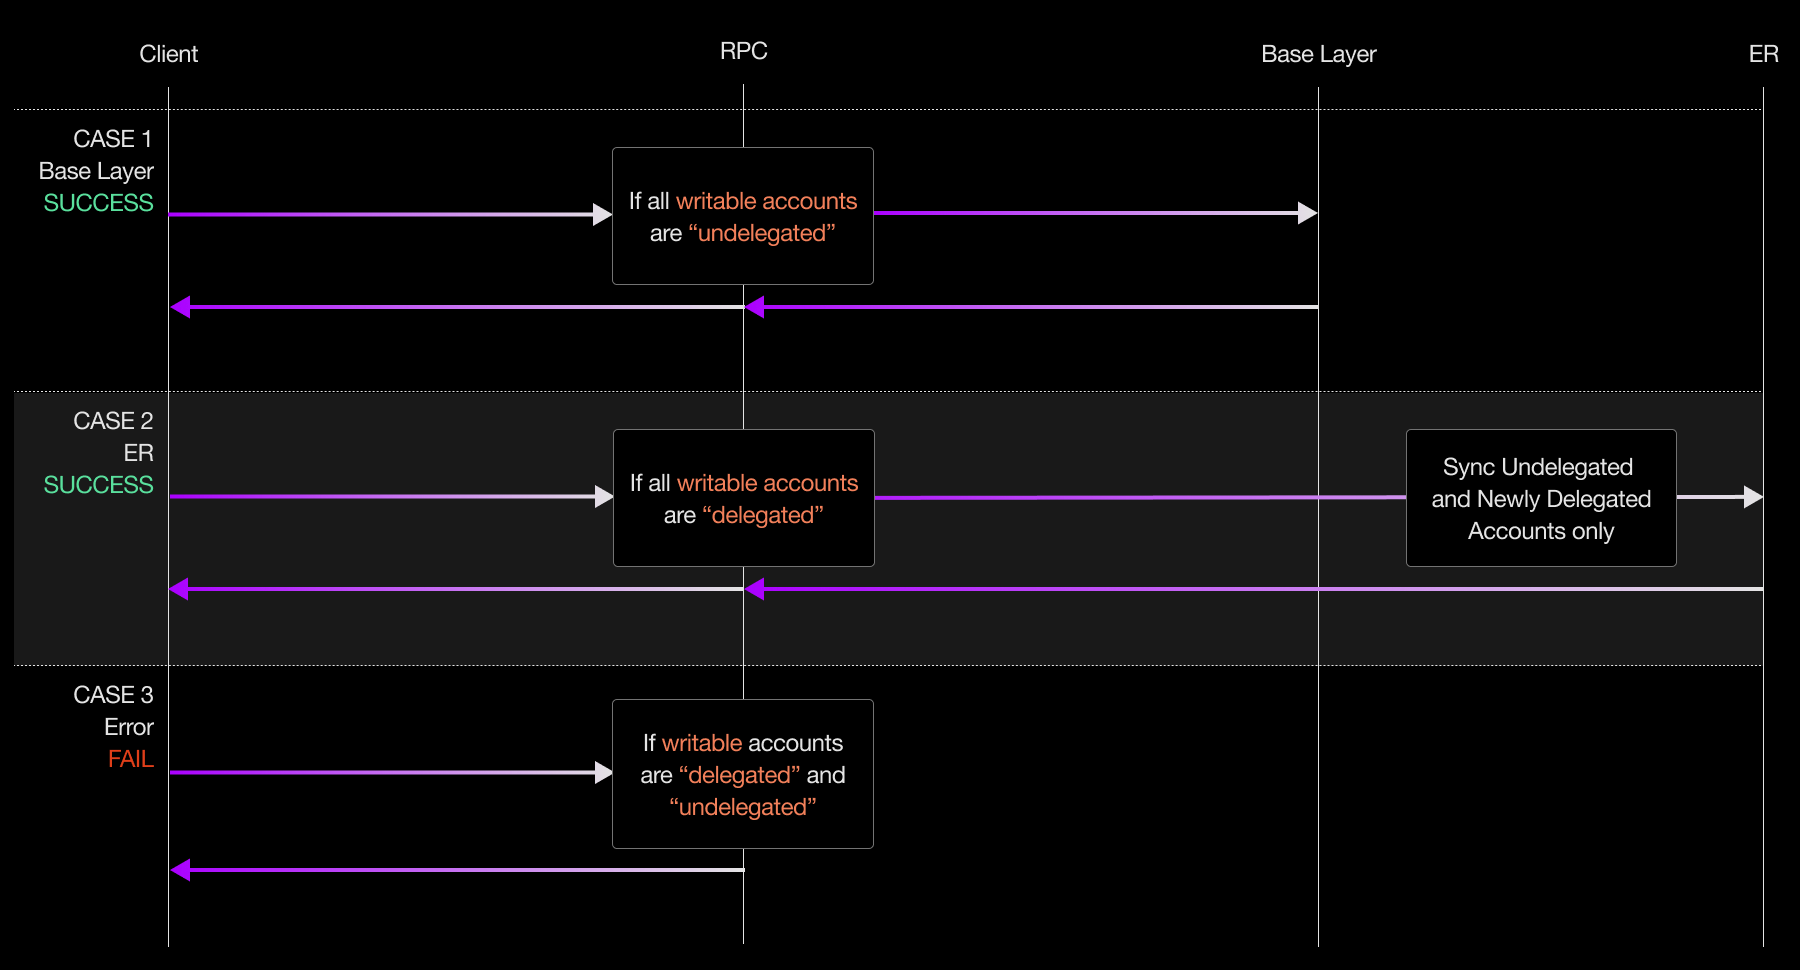 Client
RPC
Base Layer
ER
CASE 1
Base Layer
SUCCESS
If all writable accounts
are “undelegated”
CASE 2
ER
SUCCESS
If all writable accounts
are “delegated”
Sync Undelegated
and Newly Delegated
Accounts only
CASE 3
Error
FAIL
If writable accounts
are “delegated” and
“undelegated”